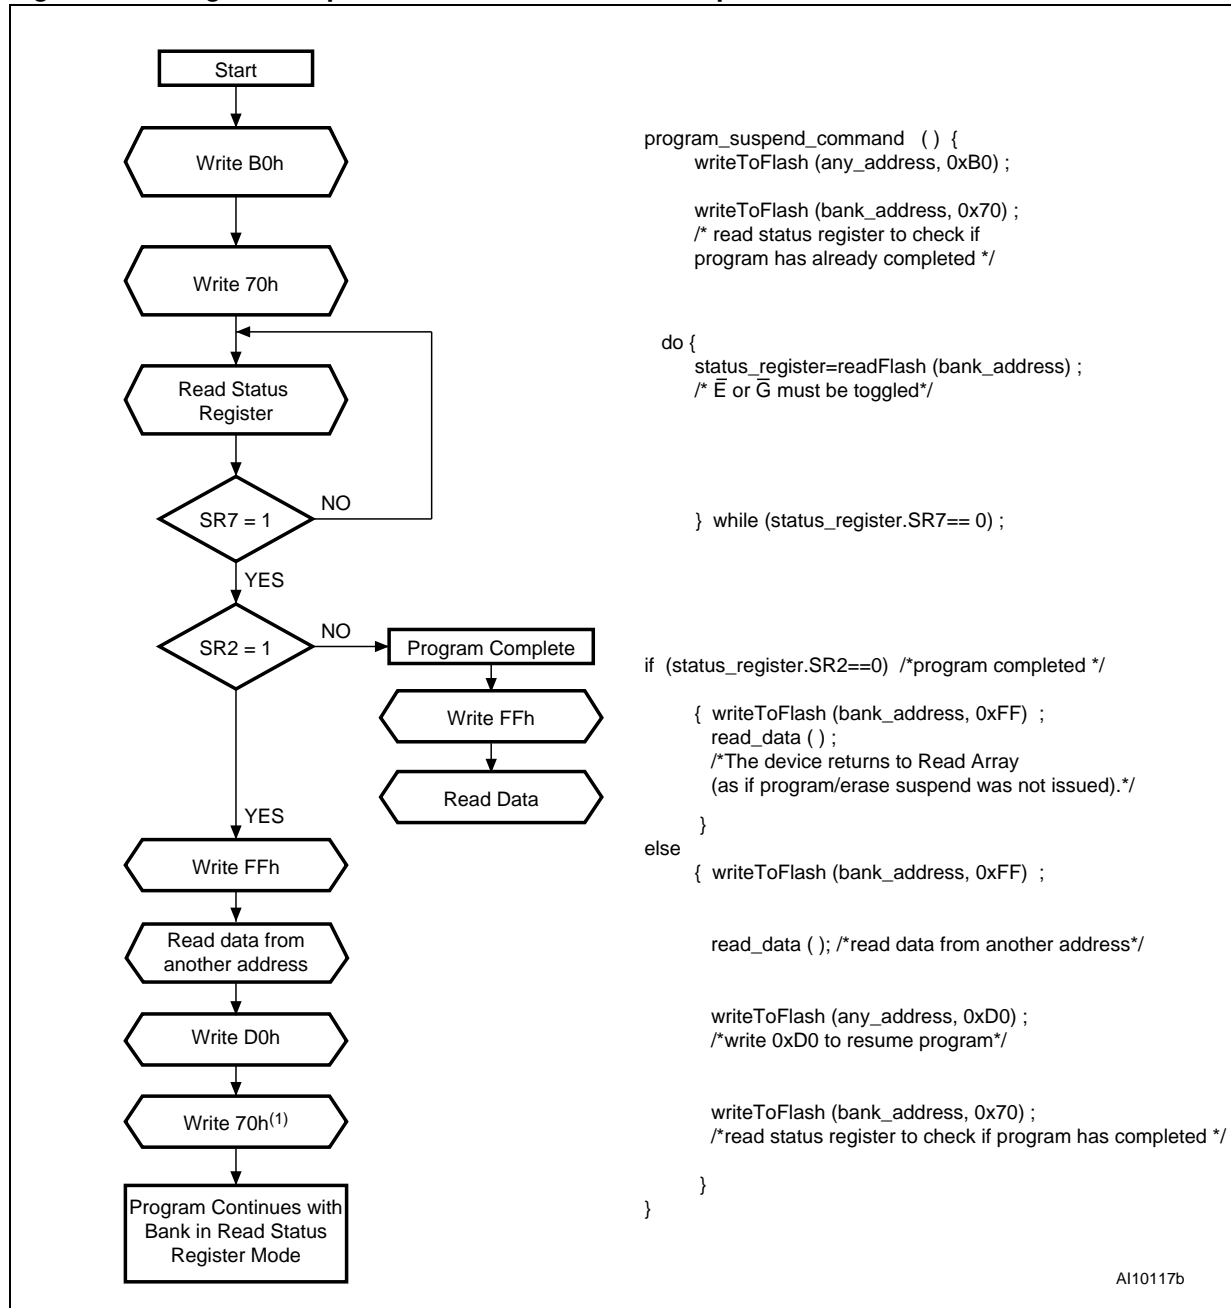 Start
Write B0h
Write 70h
Read Status
Register
SR7 = 1
NO
YES
SR2 = 1
NO
Program Complete
Write FFh
Read Data
YES
Write FFh
Read data from
another address
Write D0h
Write 70h(1)
Program Continues with
Bank in Read Status
Register Mode
program_suspend_command ( ) {
writeToFlash (any_address, 0xB0) ;
writeToFlash (bank_address, 0x70) ;
/* read status register to check if
program has already completed */
do {
status_register=readFlash (bank_address) ;
/* E̅ or G̅ must be toggled*/
} while (status_register.SR7== 0) ;
if (status_register.SR2==0) /*program completed */
{ writeToFlash (bank_address, 0xFF) ;
read_data ( ) ;
/*The device returns to Read Array
(as if program/erase suspend was not issued).*/
}
else
{ writeToFlash (bank_address, 0xFF) ;
read_data ( ); /*read data from another address*/
writeToFlash (any_address, 0xD0) ;
/*write 0xD0 to resume program*/
writeToFlash (bank_address, 0x70) ;
/*read status register to check if program has completed */
}
}
AI10117b